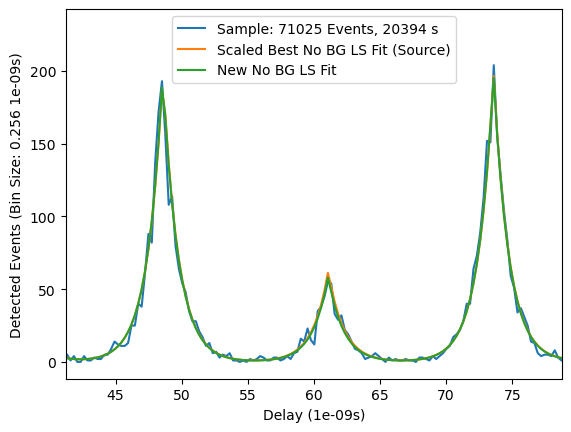 Sample: 71025 Events, 20394 s
Scaled Best No BG LS Fit (Source)
New No BG LS Fit
200
150
100
50
0
Detected Events (Bin Size: 0.256 1e-09s)
45 50 55 60 65 70 75
Delay (1e-09s)